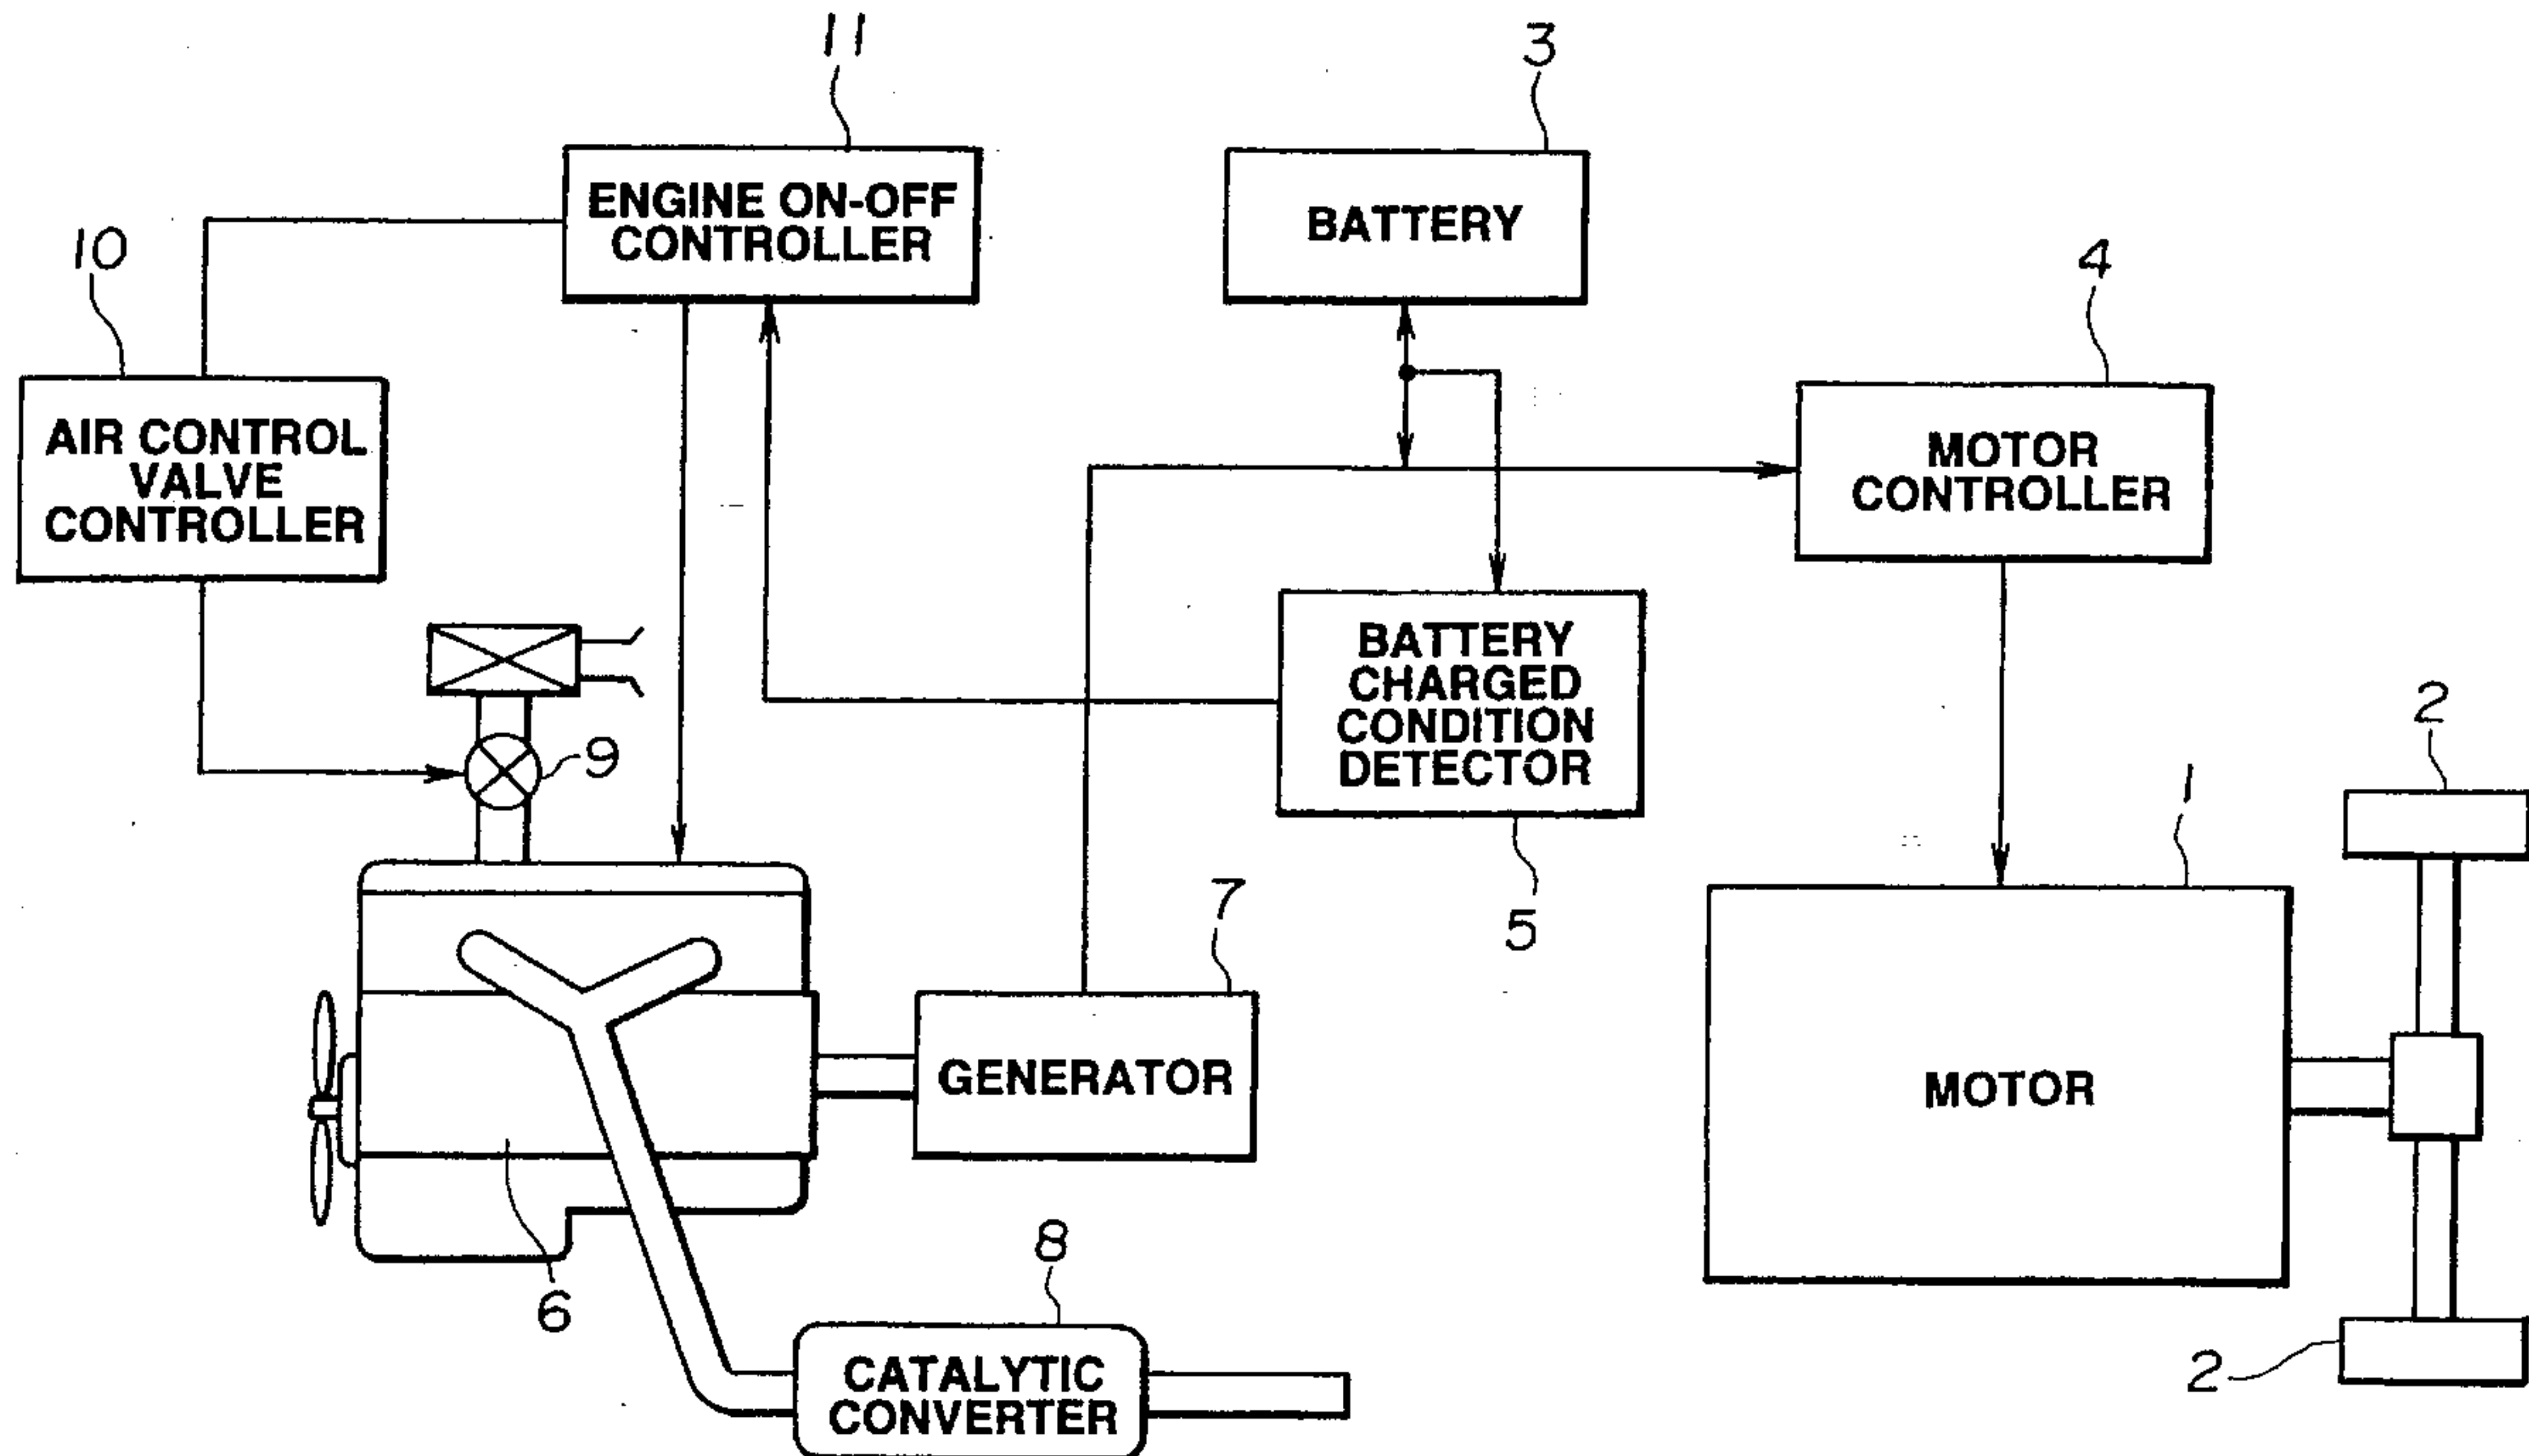 11
3
ENGINE ON-OFF
CONTROLLER
BATTERY
10
4
AIR CONTROL
VALVE
CONTROLLER
MOTOR
CONTROLLER
9
BATTERY
CHARGED
CONDITION
DETECTOR
2
1
5
7
GENERATOR
MOTOR
6
8
CATALYTIC
CONVERTER
2